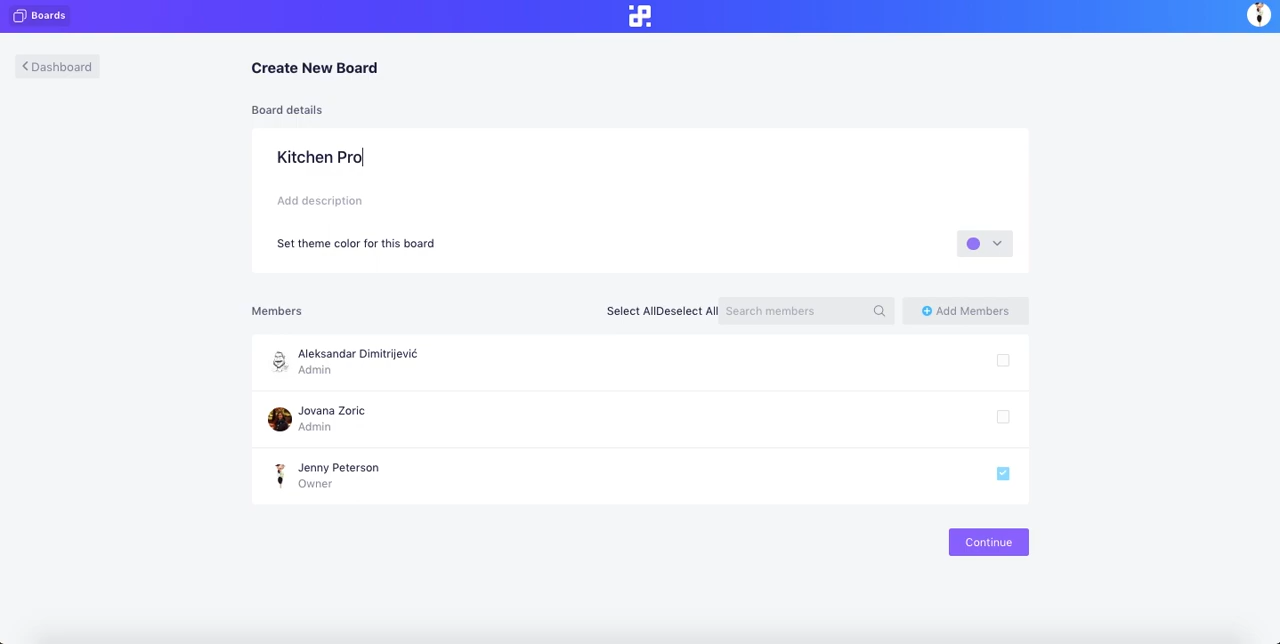 Boards
Dashboard
Create New Board
Board details
Kitchen Pro
Add description
Set theme color for this board
Members Select AllDeselect All Search members Add Members
Aleksandar Dimitrijević
Admin
Jovana Zoric
Admin
Jenny Peterson
Owner
Continue